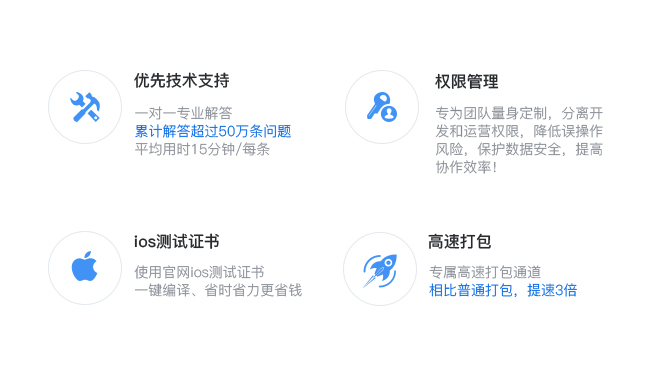 优先技术支持
一对一专业解答
累计解答超过50万条问题
平均用时15分钟/每条
权限管理
专为团队量身定制，分离开
发和运营权限，降低误操作
风险，保护数据安全，提高
协作效率！
ios测试证书
使用官网ios测试证书
一键编译、省时省力更省钱
高速打包
专属高速打包通道
相比普通打包，提速3倍